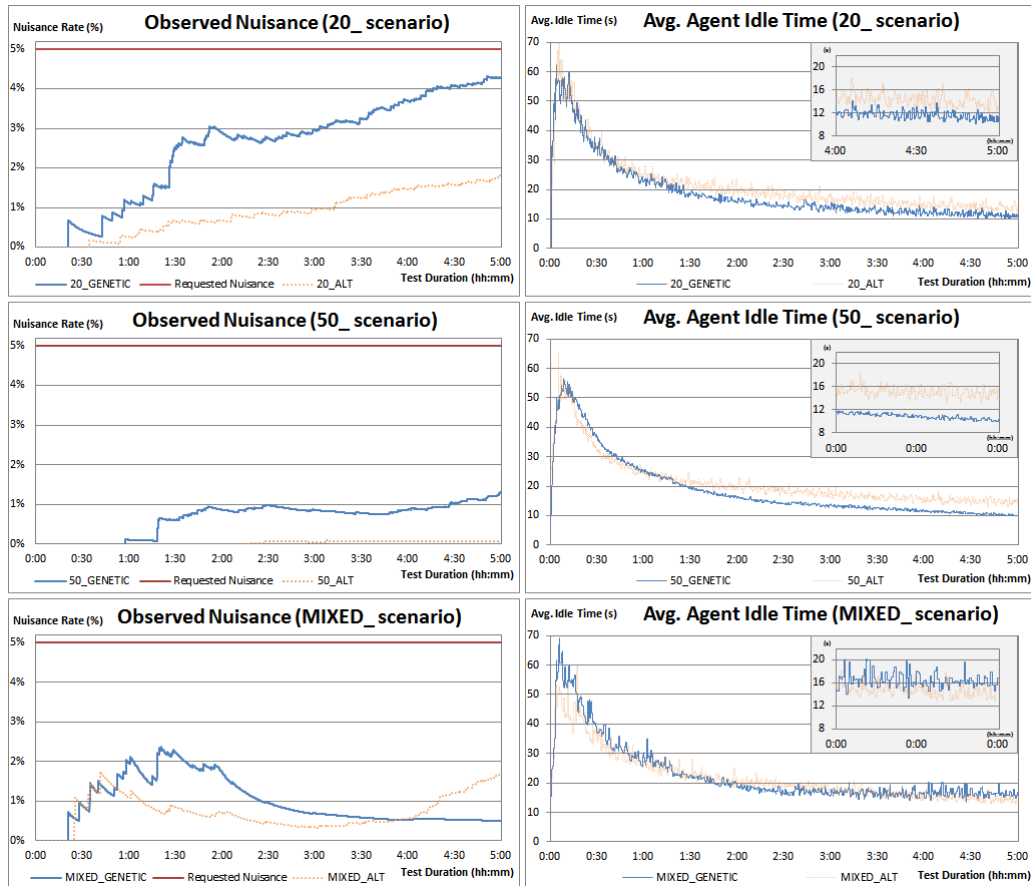 Nuisance Rate (%) Observed Nuisance (20_ scenario)
5%
4%
3%
2%
1%
0%
0:00 0:30 1:00 1:30 2:00 2:30 3:00 3:30 4:00 4:30 5:00
Test Duration (hh:mm)
20_GENETIC Requested Nuisance 20_ALT
Avg. Idle Time (s) Avg. Agent Idle Time (20_ scenario)
70
60
50
40
30
20
10
0
0:00 0:30 1:00 1:30 2:00 2:30 3:00 3:30 4:00 4:30 5:00
Test Duration (hh:mm)
20_GENETIC 20_ALT
(s)
20
16
12
8
4:00 4:30 5:00
(hh:mm)
Nuisance Rate (%) Observed Nuisance (50_ scenario)
5%
4%
3%
2%
1%
0%
0:00 0:30 1:00 1:30 2:00 2:30 3:00 3:30 4:00 4:30 5:00
Test Duration (hh:mm)
50_GENETIC Requested Nuisance 50_ALT
Avg. Idle Time (s) Avg. Agent Idle Time (50_ scenario)
70
60
50
40
30
20
10
0
0:00 0:30 1:00 1:30 2:00 2:30 3:00 3:30 4:00 4:30 5:00
Test Duration (hh:mm)
50_GENETIC 50_ALT
(s)
20
16
12
8
0:00 0:00 0:00
(hh:mm)
Nuisance Rate (%) Observed Nuisance (MIXED_ scenario)
5%
4%
3%
2%
1%
0%
0:00 0:30 1:00 1:30 2:00 2:30 3:00 3:30 4:00 4:30 5:00
Test Duration (hh:mm)
MIXED_GENETIC Requested Nuisance MIXED_ALT
Avg. Idle Time (s) Avg. Agent Idle Time (MIXED_ scenario)
70
60
50
40
30
20
10
0
0:00 0:30 1:00 1:30 2:00 2:30 3:00 3:30 4:00 4:30 5:00
Test Duration (hh:mm)
MIXED_GENETIC MIXED_ALT
(s)
20
16
12
8
0:00 0:00 0:00
(hh:mm)